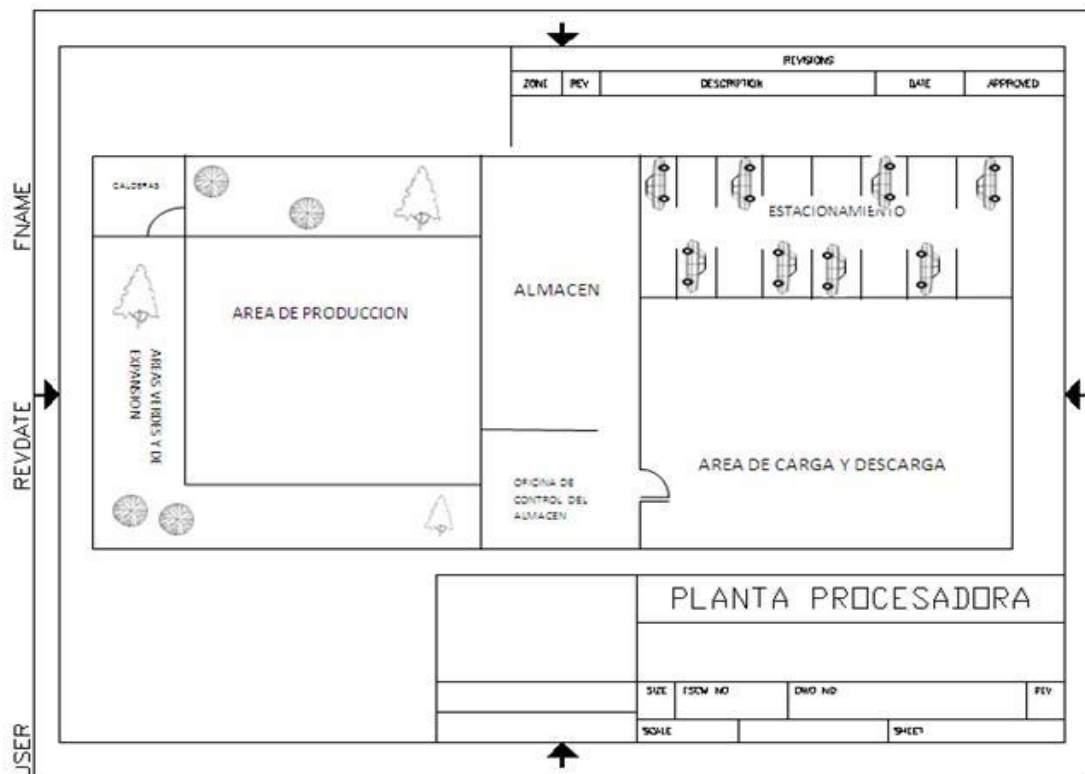 REVISIONS
ZONE REV DESCRIPTION DATE APPROVED
FNAME
CALDERAS
ESTACIONAMIENTO
ALMACEN
AREA DE PRODUCCION
AREAS VERDES Y DE
EXPANSION
REVDATE
AREA DE CARGA Y DESCARGA
OFICINA DE
CONTROL DEL
ALMACEN
PLANTA PROCESADORA
SIZE FSCM NO DWG NO REV
SCALE SHEET
USER